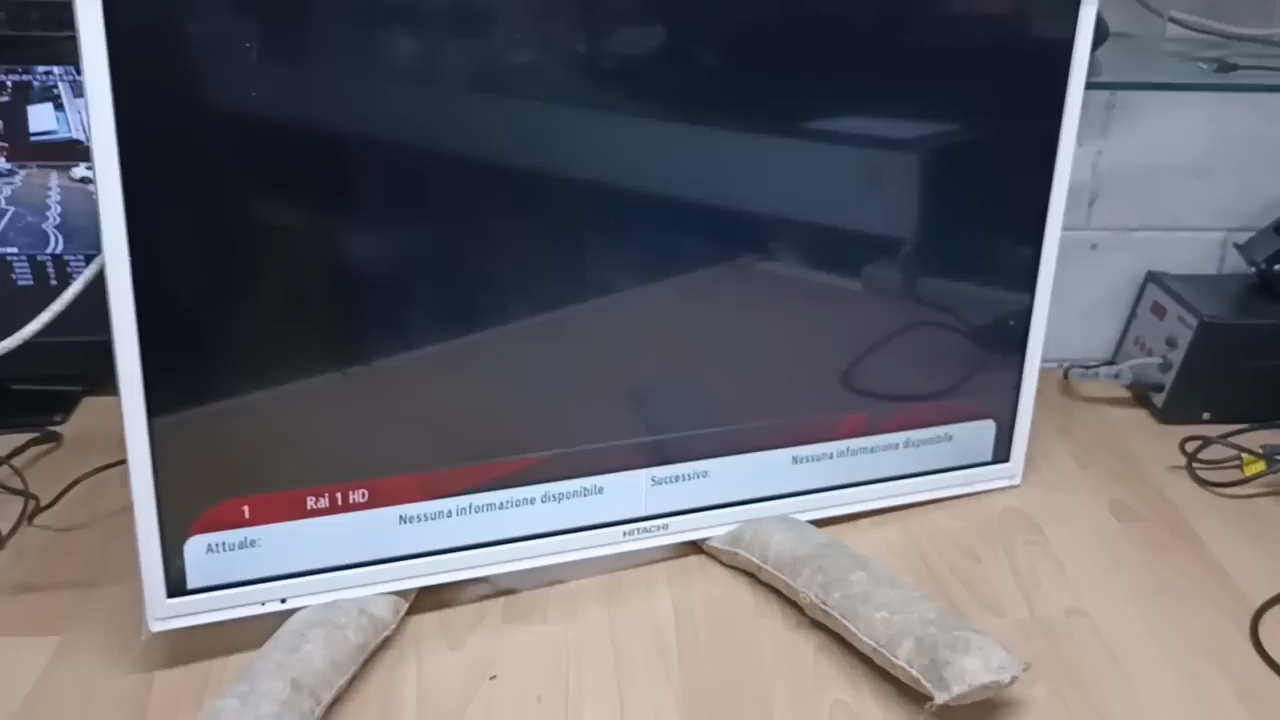 1 Rai 1 HD
Attuale: Nessuna informazione disponibile
Successivo: Nessuna informazione disponibile
HITACHI